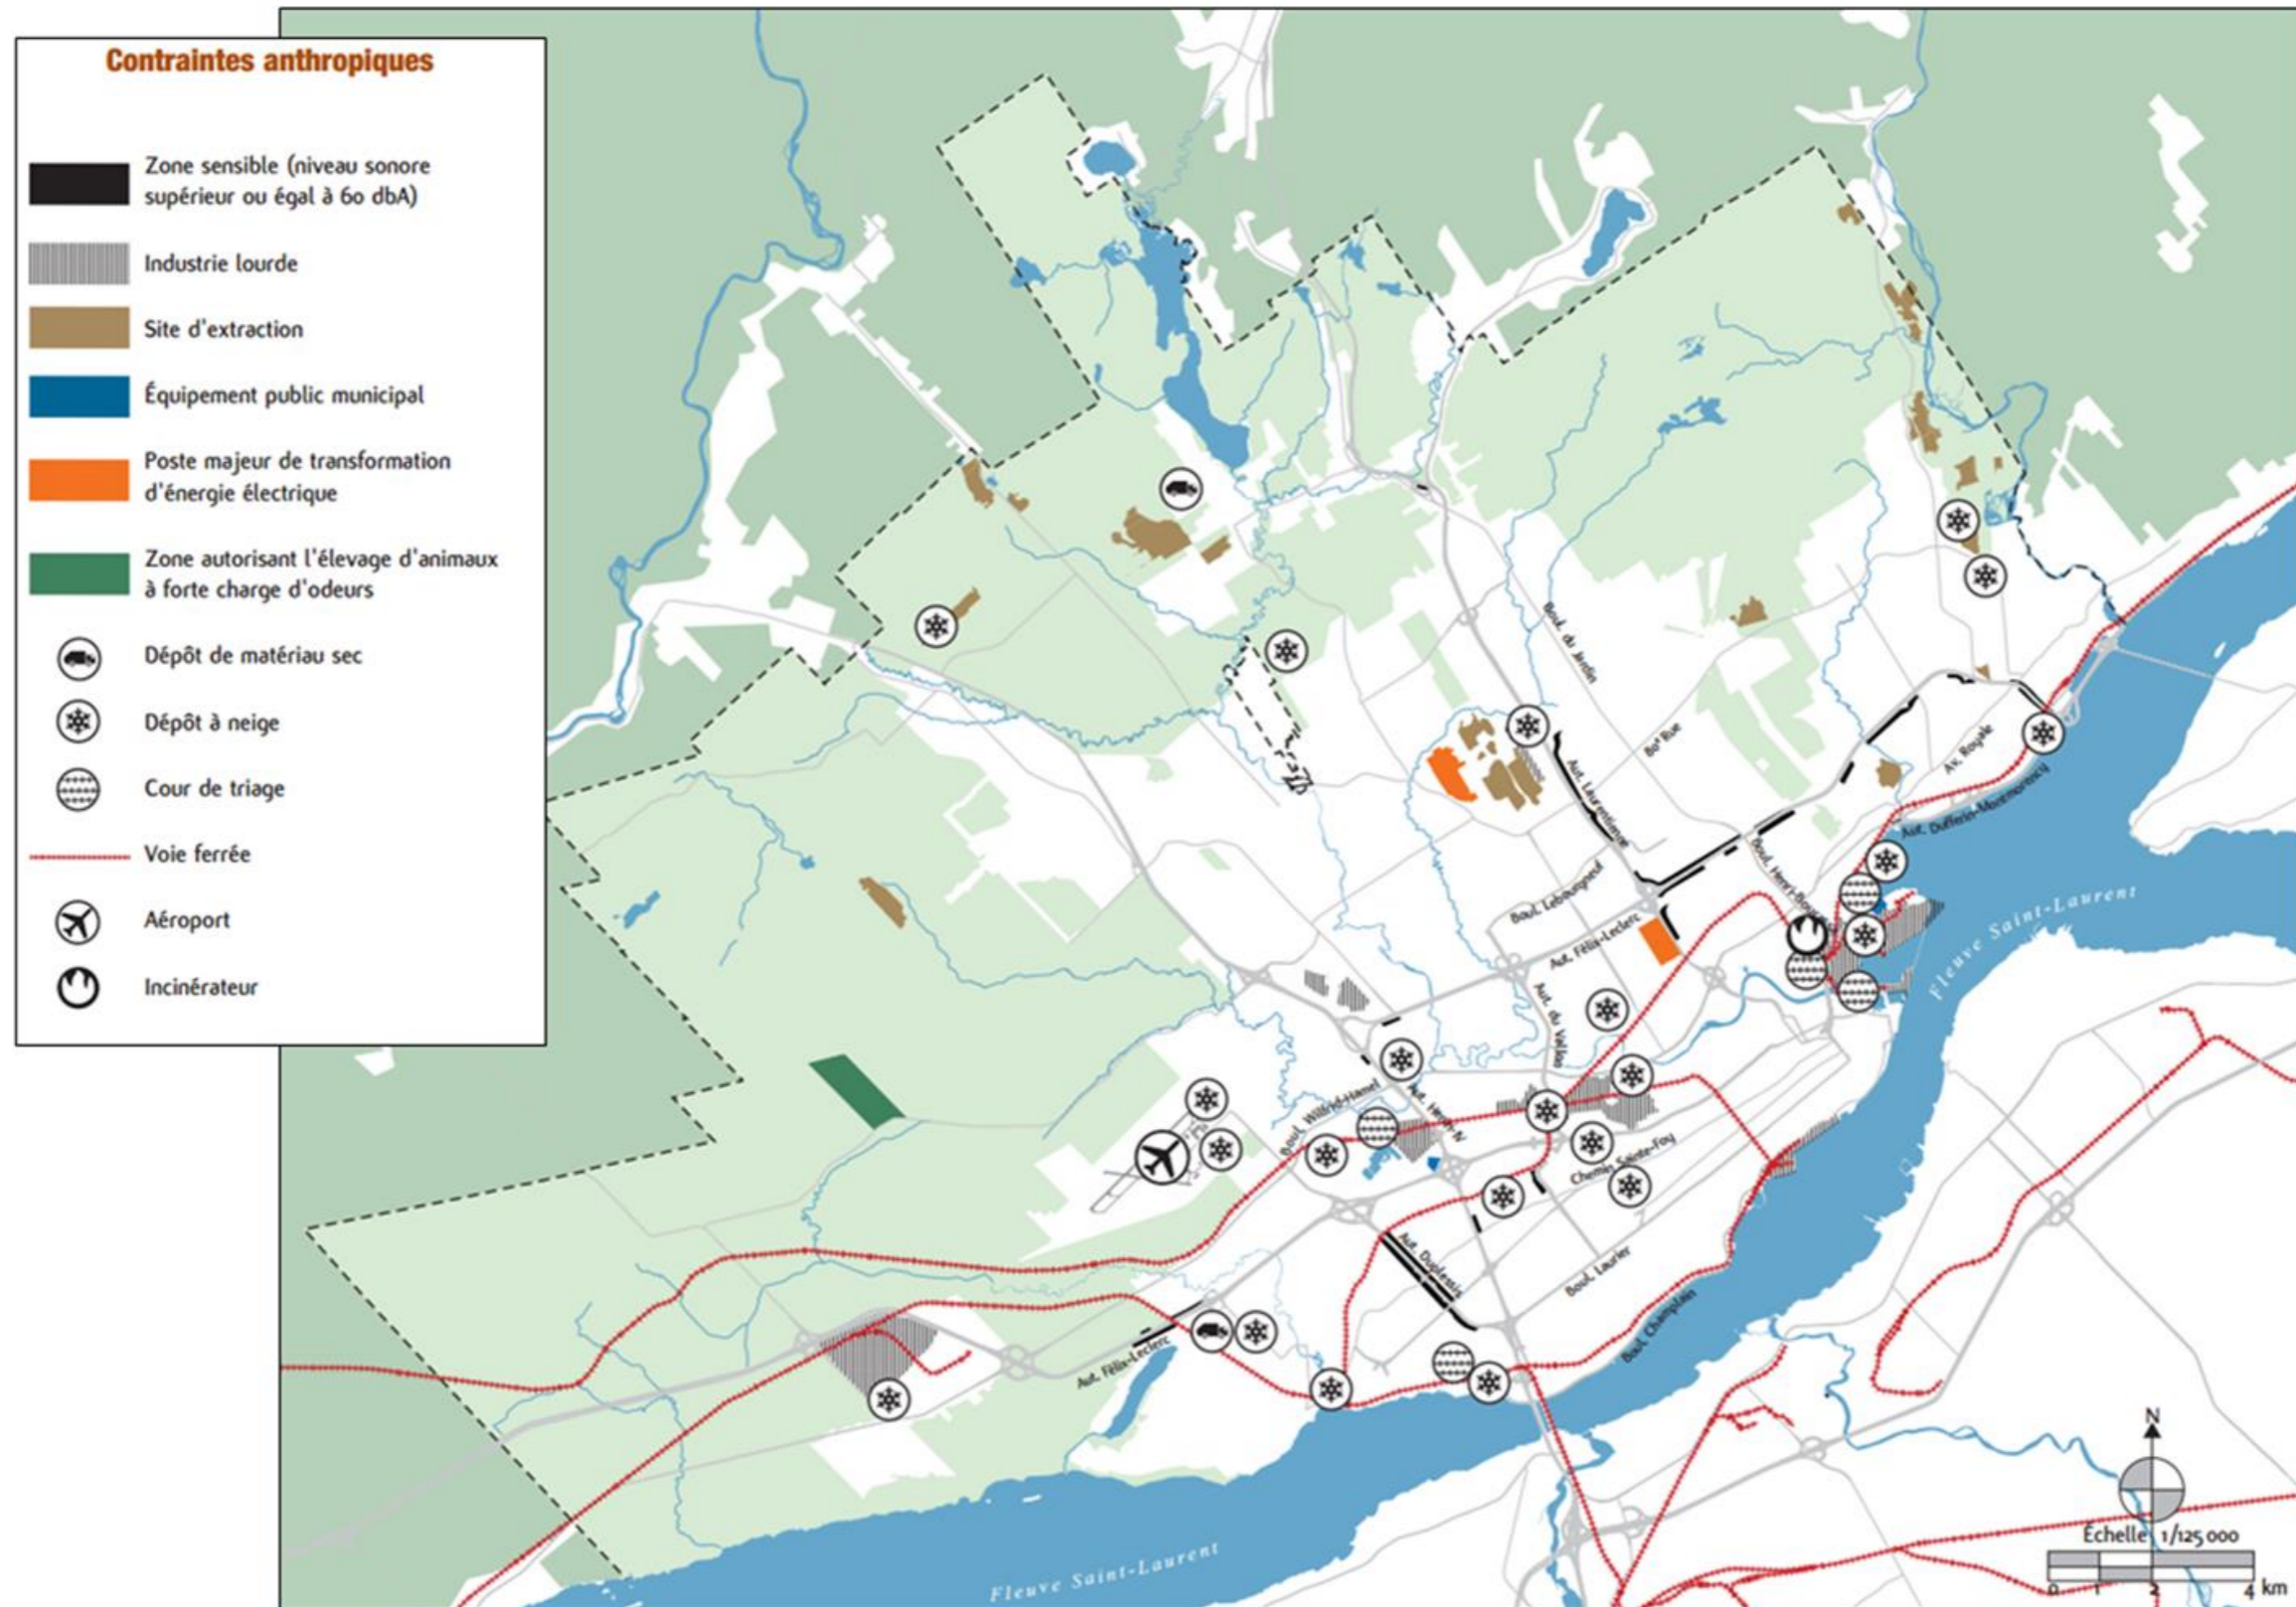 Contraintes anthropiques
Zone sensible (niveau sonore
supérieur ou égal à 60 dbA)
Industrie lourde
Site d'extraction
Équipement public municipal
Poste majeur de transformation
d'énergie électrique
Zone autorisant l'élevage d'animaux
à forte charge d'odeurs
Dépôt de matériau sec
Dépôt à neige
Cour de triage
Voie ferrée
Aéroport
Incinérateur
Boul. du Jardin
80e Rue
Av. Royale
Aut. Laurentienne
Aut. Dufferin-Montmorency
Boul. Lebourgneuf
Aut. Félix-Leclerc
Aut. du Vallon
Fleuve Saint-Laurent
Boul. Wilfrid-Hamel
Aut. Henri-IV
Chemin Sainte-Foy
Aut. Duplessis
Boul. Laurier
Boul. Champlain
Aut. Félix-Leclerc
Fleuve Saint-Laurent
N
Échelle 1/125 000
0 1 2 4 km